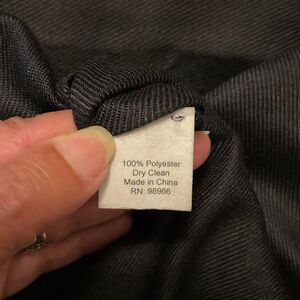 100% Polyester
Dry Clean
Made in China
RN: 98966